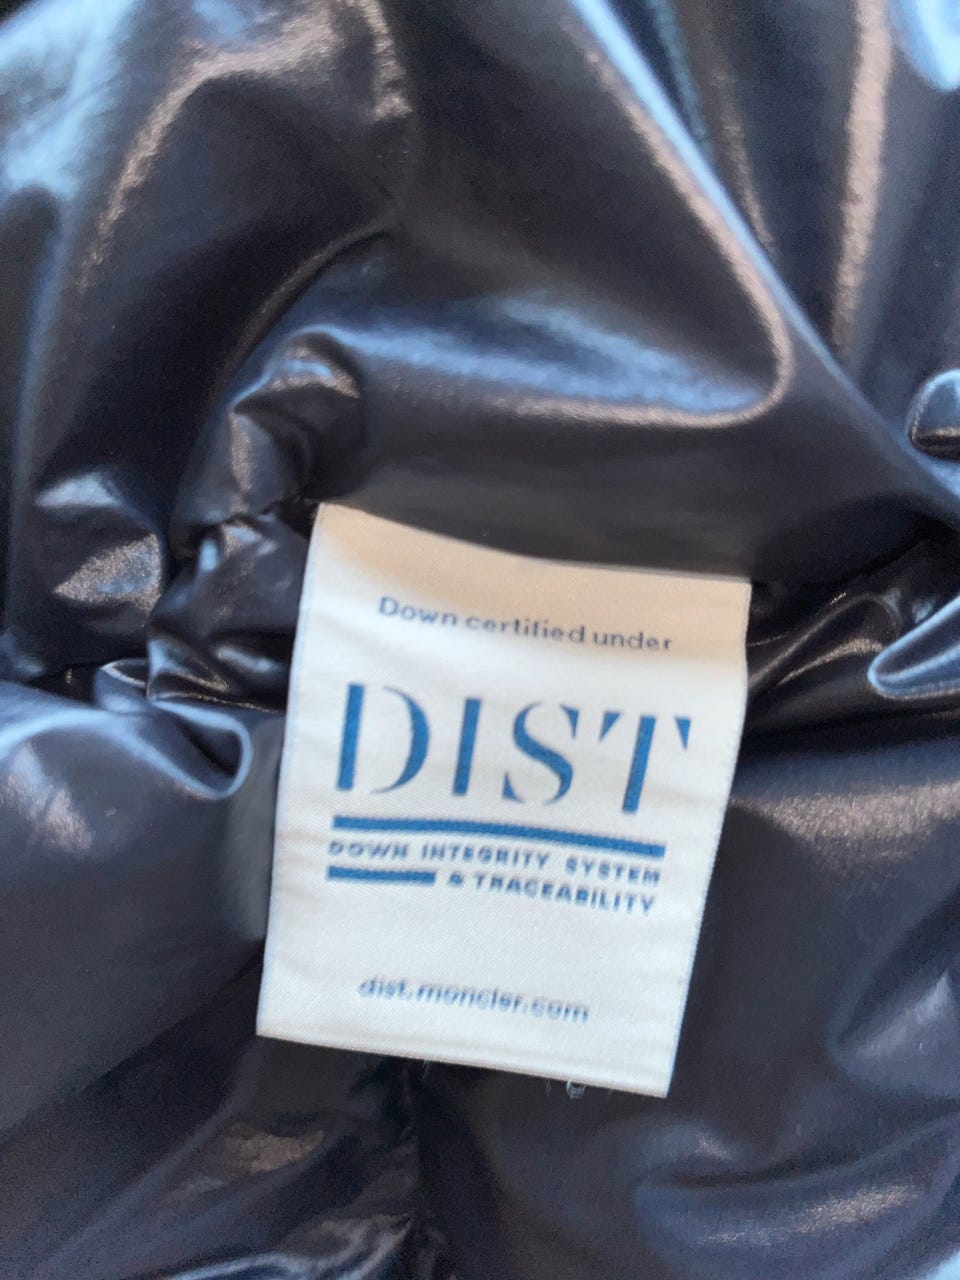 Down certified under
DIST
DOWN INTEGRITY SYSTEM
& TRACEABILITY
dist.moncler.com